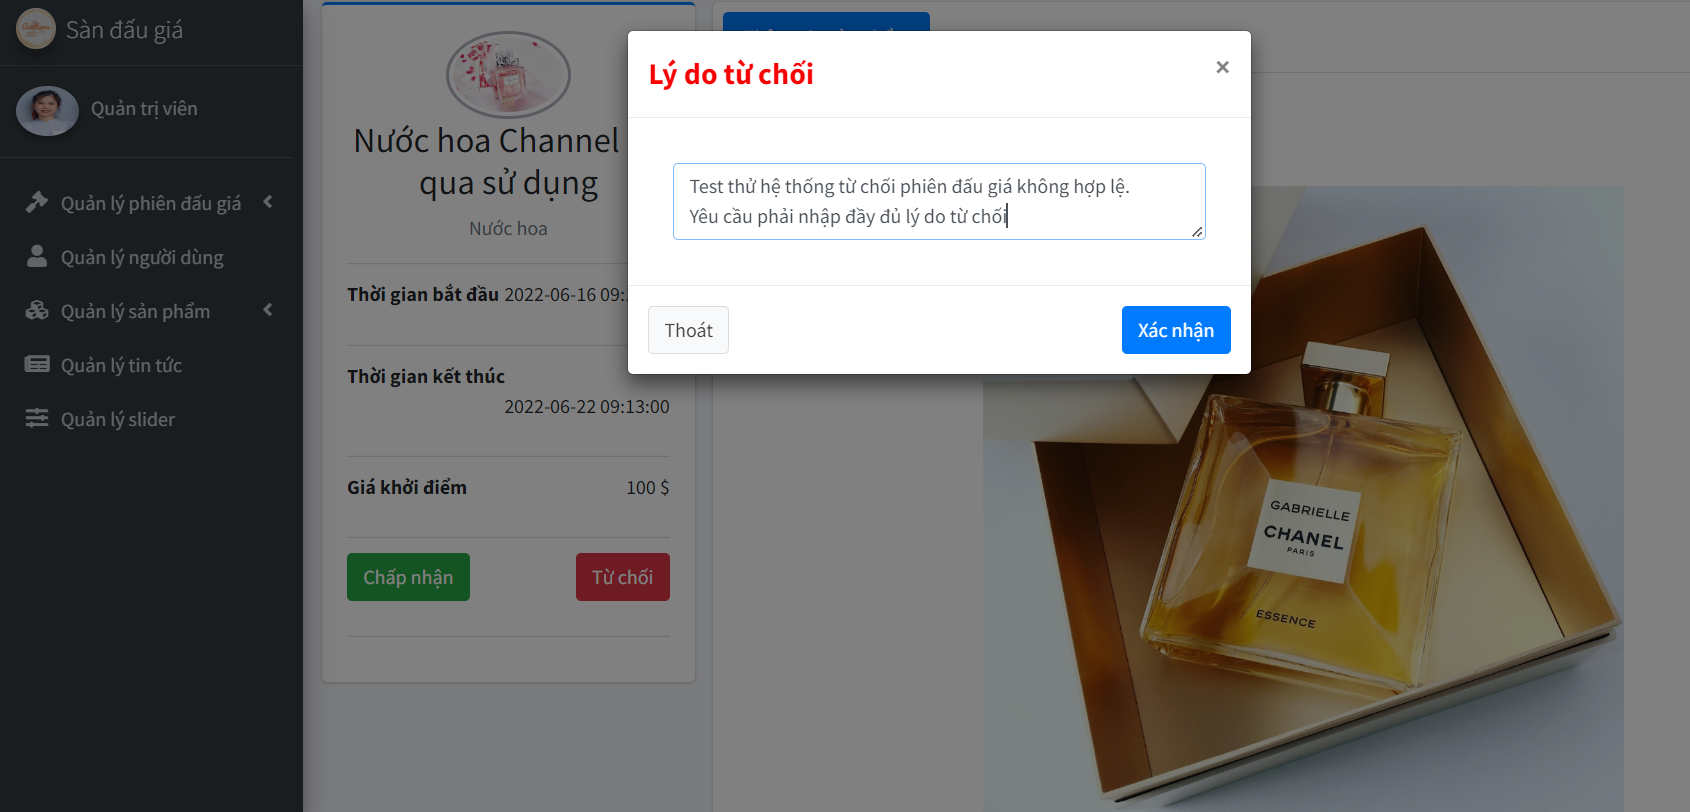 Sàn đấu giá
Quản trị viên
Quản lý phiên đấu giá
Quản lý người dùng
Quản lý sản phẩm
Quản lý tin tức
Quản lý slider
Nước hoa Channel
qua sử dụng
Nước hoa
Thời gian bắt đầu 2022-06-16 09:
Thời gian kết thúc
2022-06-22 09:13:00
Giá khởi điểm 100 $
Chấp nhận Từ chối
Lý do từ chối ×
Test thử hệ thống từ chối phiên đấu giá không hợp lệ.
Yêu cầu phải nhập đầy đủ lý do từ chối
Thoát Xác nhận
GABRIELLE
CHANEL
PARIS
ESSENCE